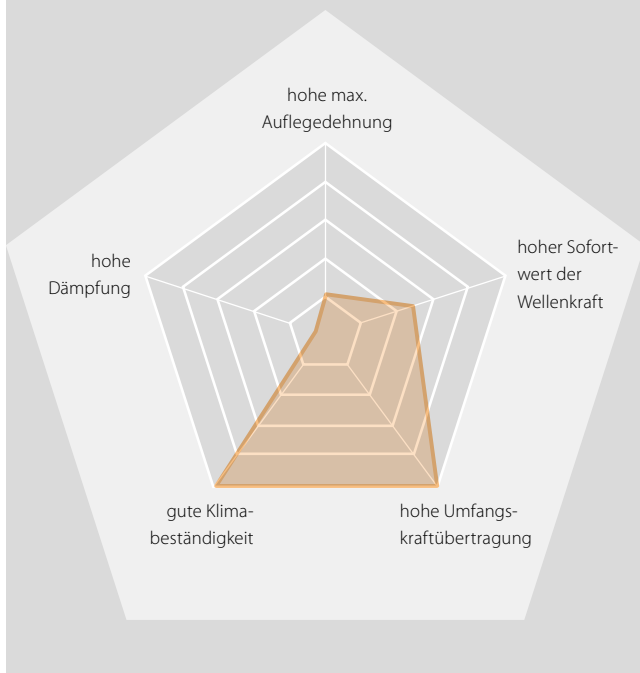 hohe max.
Auflegedehnung
hoher Sofort-
wert der
Wellenkraft
hohe
Dämpfung
gute Klima-
beständigkeit
hohe Umfangs-
kraftübertragung